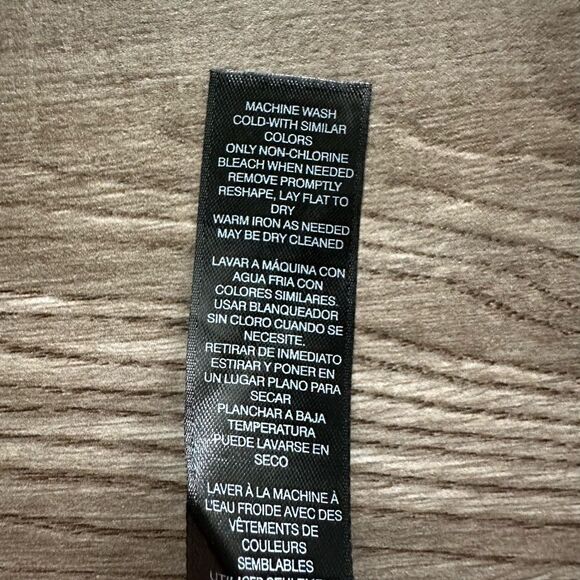 MACHINE WASH
COLD-WITH SIMILAR
COLORS
ONLY NON-CHLORINE
BLEACH WHEN NEEDED
REMOVE PROMPTLY
RESHAPE, LAY FLAT TO
DRY
WARM IRON AS NEEDED
MAY BE DRY CLEANED
LAVAR A MÁQUINA CON
AGUA FRIA CON
COLORES SIMILARES.
USAR BLANQUEADOR
SIN CLORO CUANDO SE
NECESITE.
RETIRAR DE INMEDIATO
ESTIRAR Y PONER EN
UN LUGAR PLANO PARA
SECAR
PLANCHAR A BAJA
TEMPERATURA
PUEDE LAVARSE EN
SECO
LAVER À LA MACHINE À
L'EAU FROIDE AVEC DES
VÊTEMENTS DE
COULEURS
SEMBLABLES